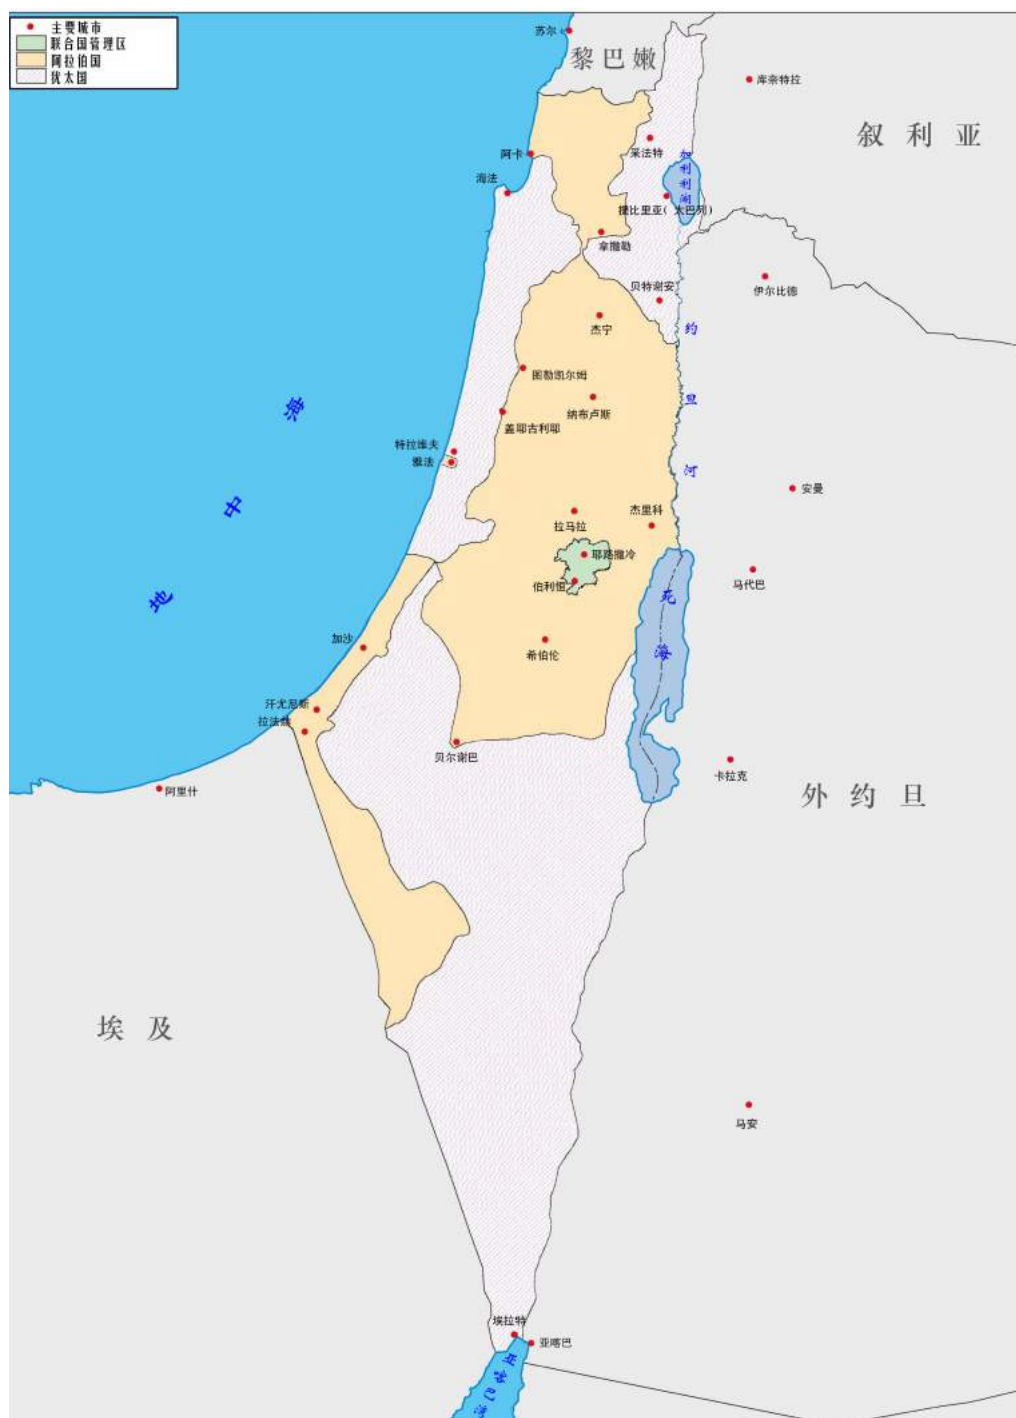 主要城市
联合国管理区
阿拉伯国
犹太国
苏尔
黎巴嫩
库奈特拉
叙利亚
阿卡
采法特
加利利湖
海法
提比里亚(太巴列)
拿撒勒
贝特谢安
伊尔比德
杰宁
约旦河
图勒凯尔姆
纳布卢斯
盖耶古利耶
地中海
特拉维夫
雅法
安曼
拉马拉
杰里科
耶路撒冷
伯利恒
马代巴
死海
加沙
希伯伦
汗尤尼斯
拉法赫
贝尔谢巴
卡拉克
阿里什
外约旦
埃及
马安
埃拉特
亚喀巴
亚喀巴湾